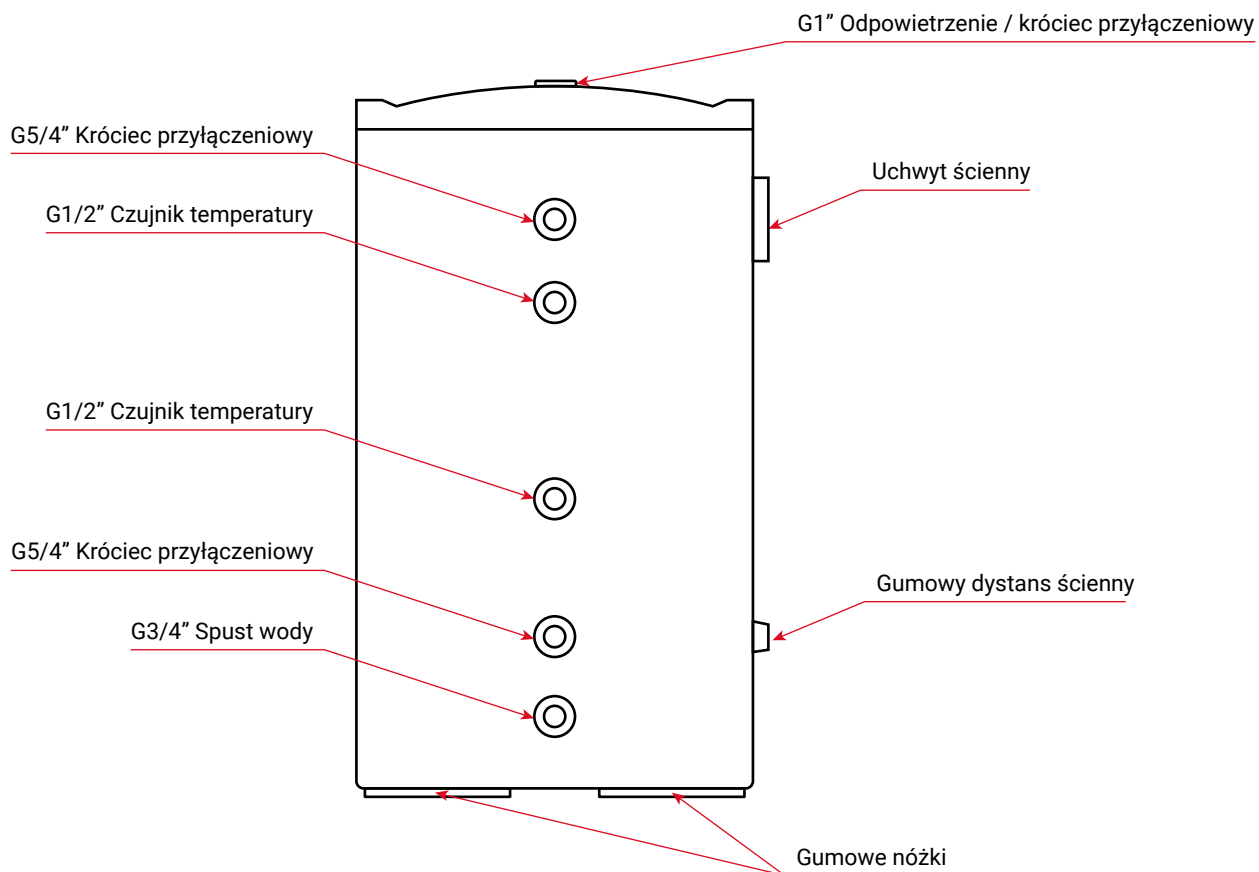 G1” Odpowietrzenie / króciec przyłączeniowy
G5/4” Króciec przyłączeniowy
Uchwyt ścienny
G1/2” Czujnik temperatury
G1/2” Czujnik temperatury
G5/4” Króciec przyłączeniowy
Gumowy dystans ścienny
G3/4” Spust wody
Gumowe nóżki